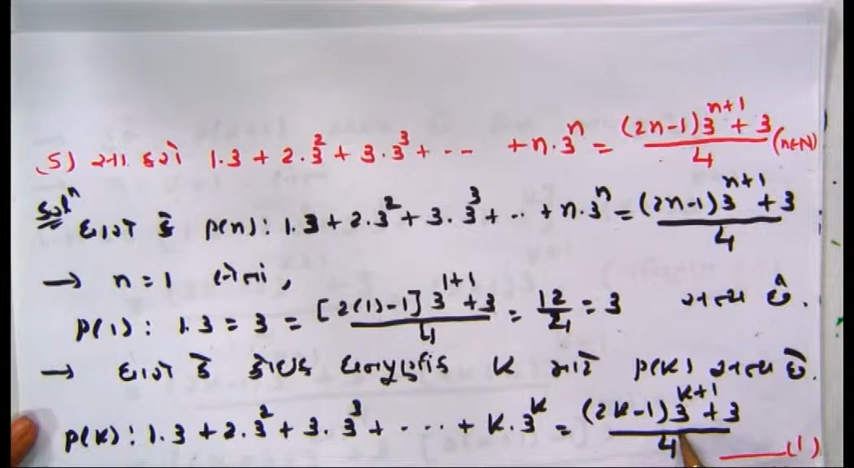 (5) સા. કરો 1.3 + 2.3² + 3.3³ + ... + n.3ⁿ = (2n-1)3ⁿ⁺¹ + 3 / 4 (n∈N)
Solⁿ
ધારો કે P(n): 1.3 + 2.3² + 3.3³ + .. + n.3ⁿ = (2n-1)3ⁿ⁺¹ + 3 / 4
→ n = 1 લેતાં,
P(1): 1.3 = 3 = [2(1)-1] 3¹⁺¹ + 3 / 4 = 12 / 4 = 3 સત્ય છે.
→ ધારો કે કોઇક ધનપૂર્ણાંક K માટે P(K) સત્ય છે.
P(K): 1.3 + 2.3² + 3.3³ + .... + K.3ᴷ = (2K-1)3ᴷ⁺¹ + 3 / 4 —(1)